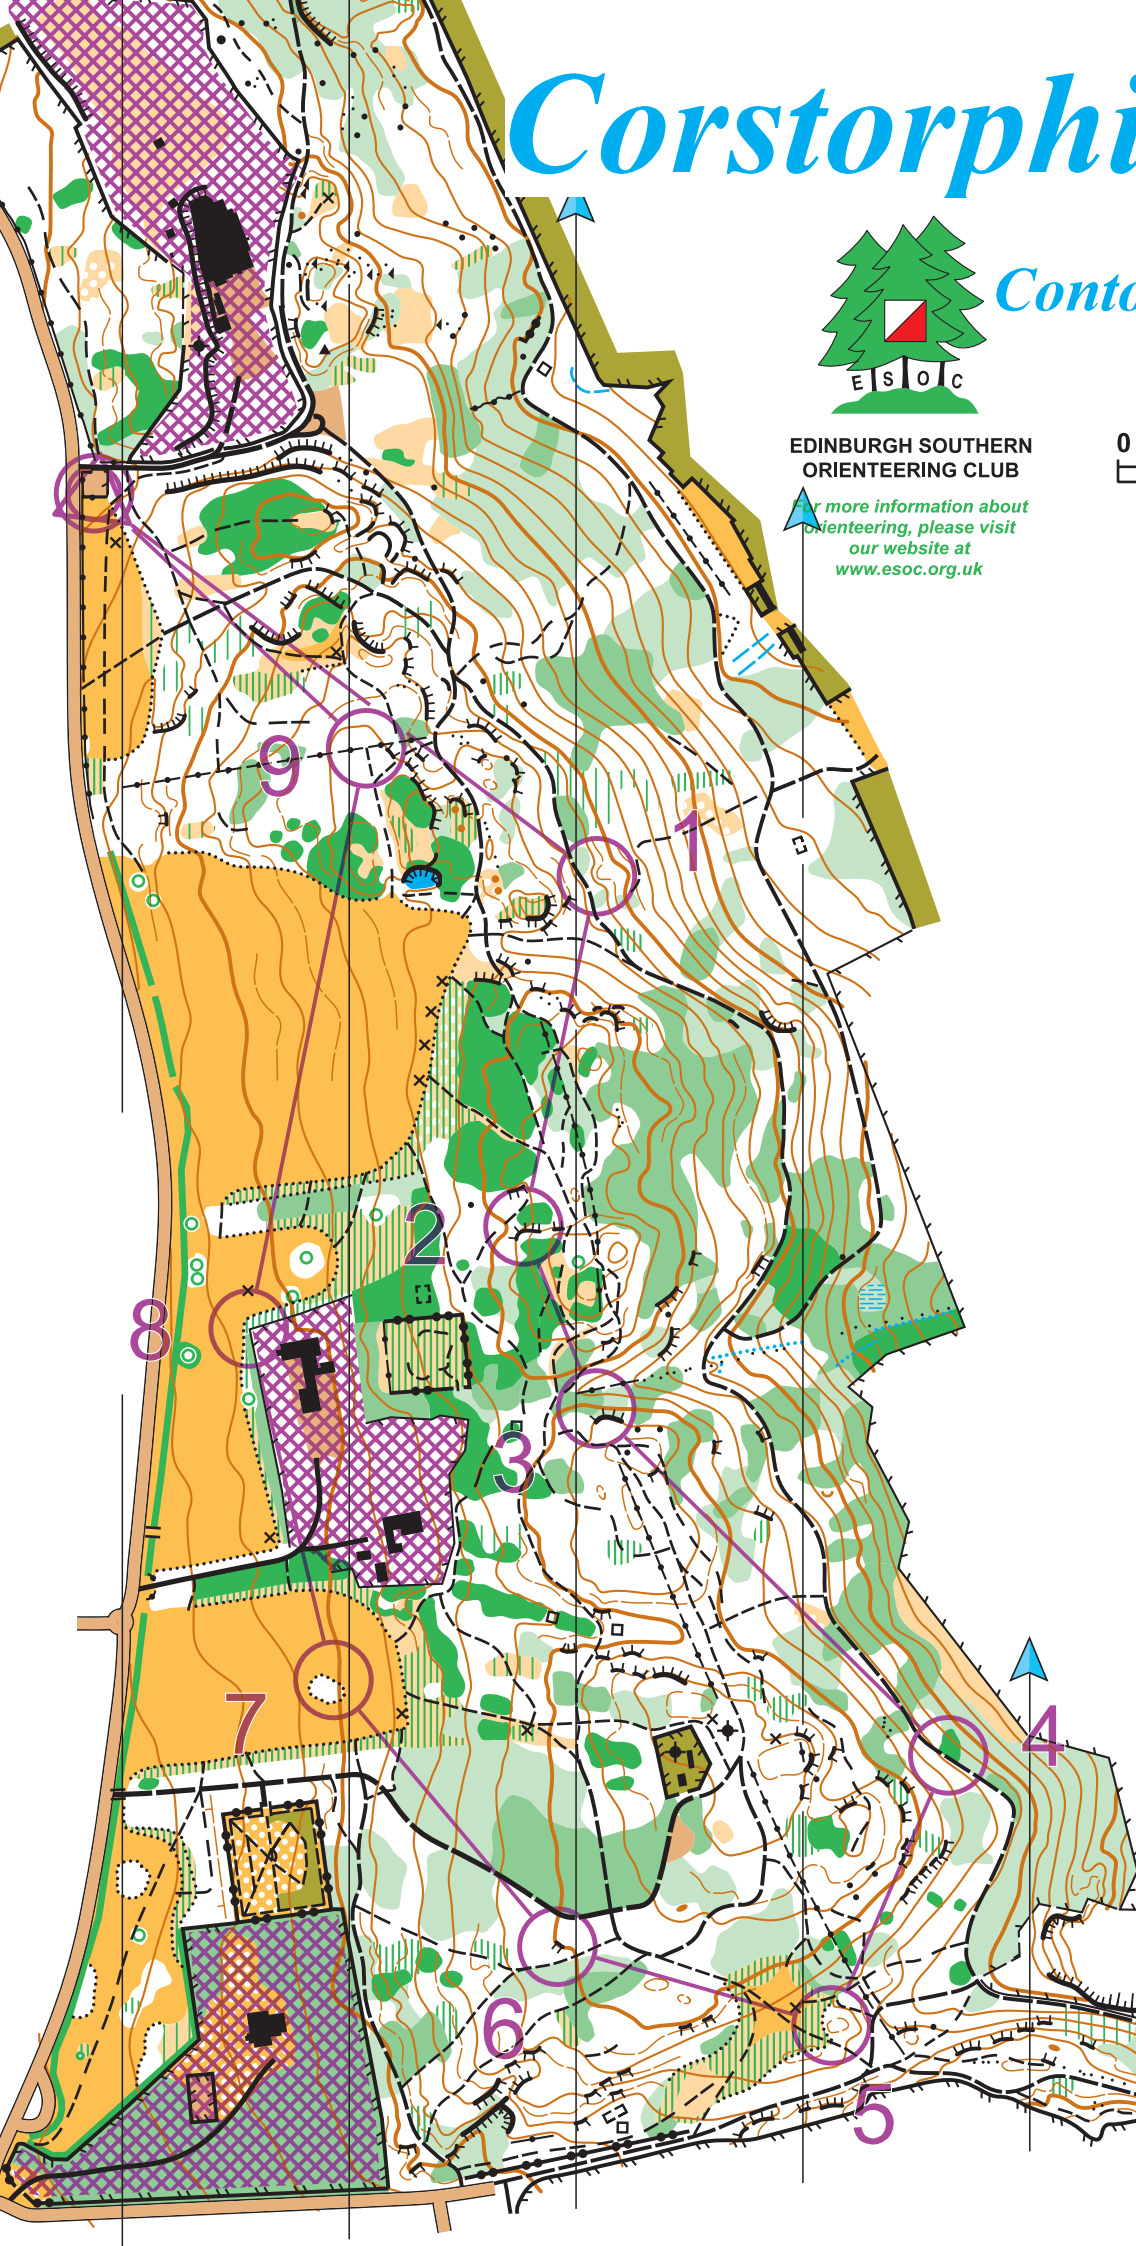 Corstorphi
Conto
E S O C
EDINBURGH SOUTHERN
ORIENTEERING CLUB
0
For more information about
orienteering, please visit
our website at
www.esoc.org.uk
9
1
2
8
3
7
4
6
5